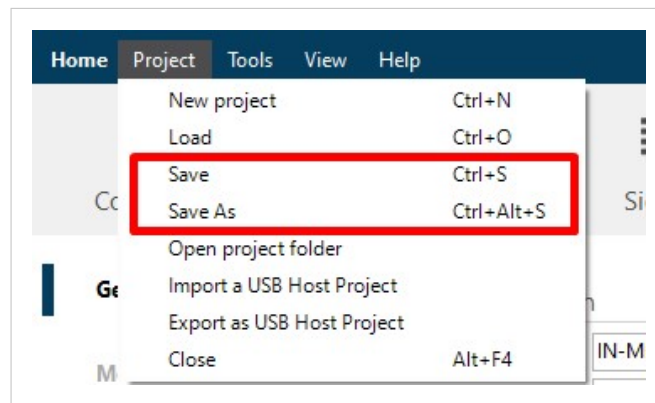 Home Project Tools View Help
New project Ctrl+N
Load Ctrl+O
Save Ctrl+S
Save As Ctrl+Alt+S
Open project folder
Import a USB Host Project
Export as USB Host Project
Close Alt+F4
IN-M